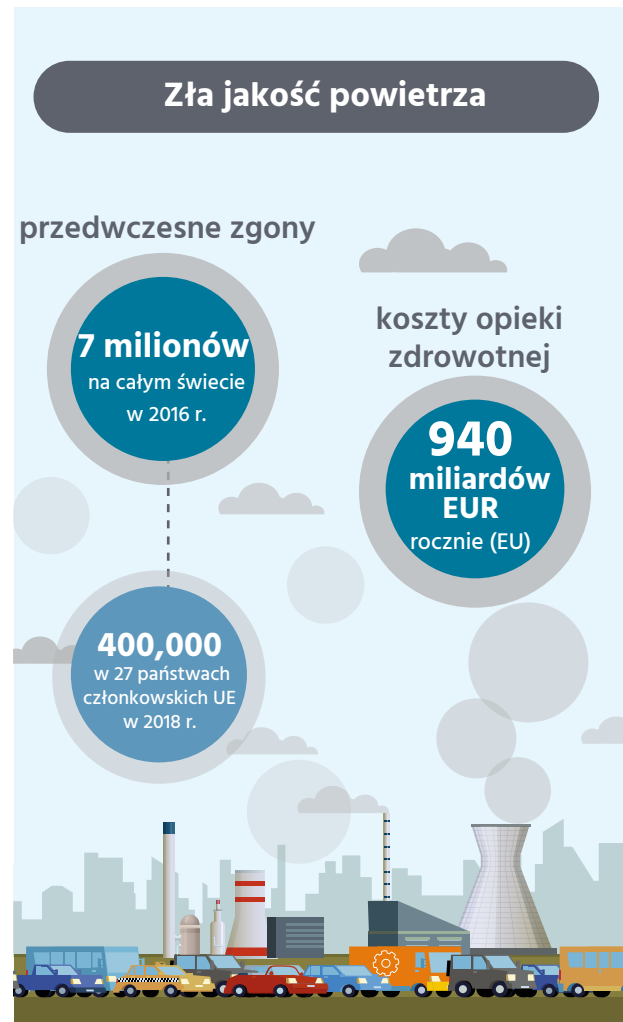 Zła jakość powietrza
przedwczesne zgony
7 milionów
na całym świecie
w 2016 r.
400,000
w 27 państwach
członkowskich UE
w 2018 r.
koszty opieki
zdrowotnej
940
miliardów
EUR
rocznie (EU)